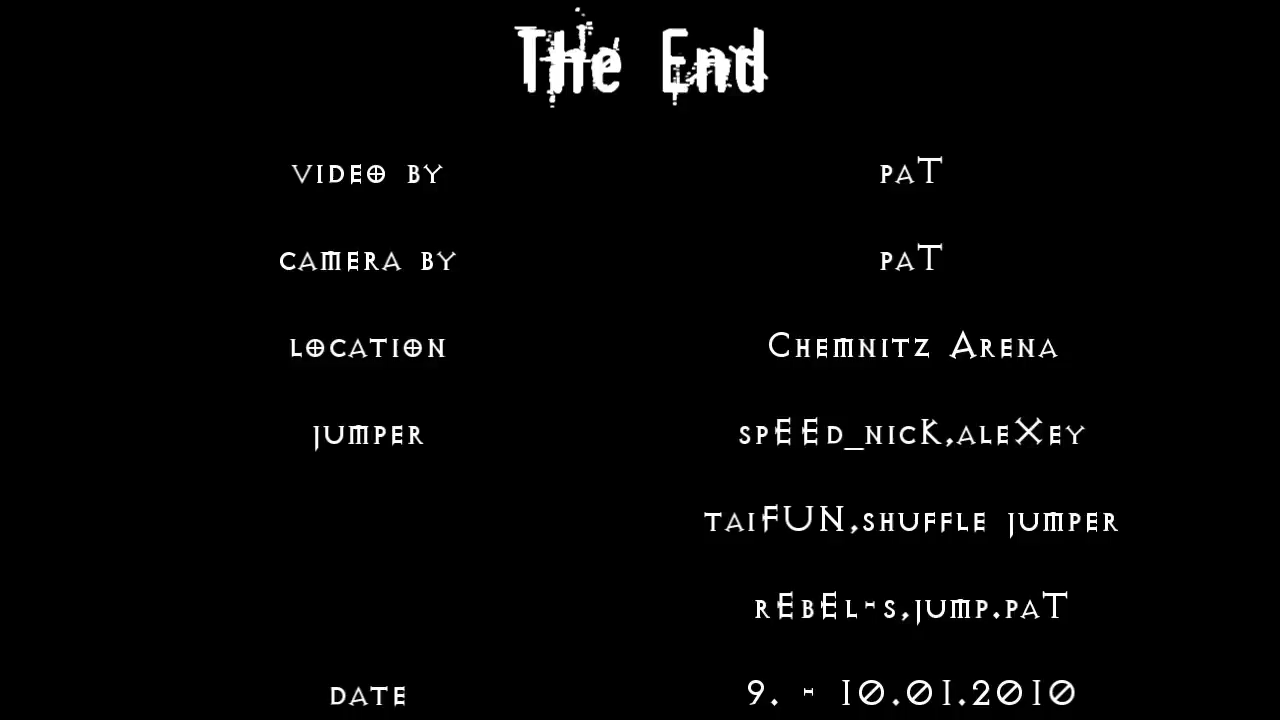 The End
video by paT
camera by paT
location Chemnitz Arena
jumper spEEd_nicK,aleXey
taiFUN,shuffle jumper
rEbEl-s,jump.paT
date 9. - 10.01.2010